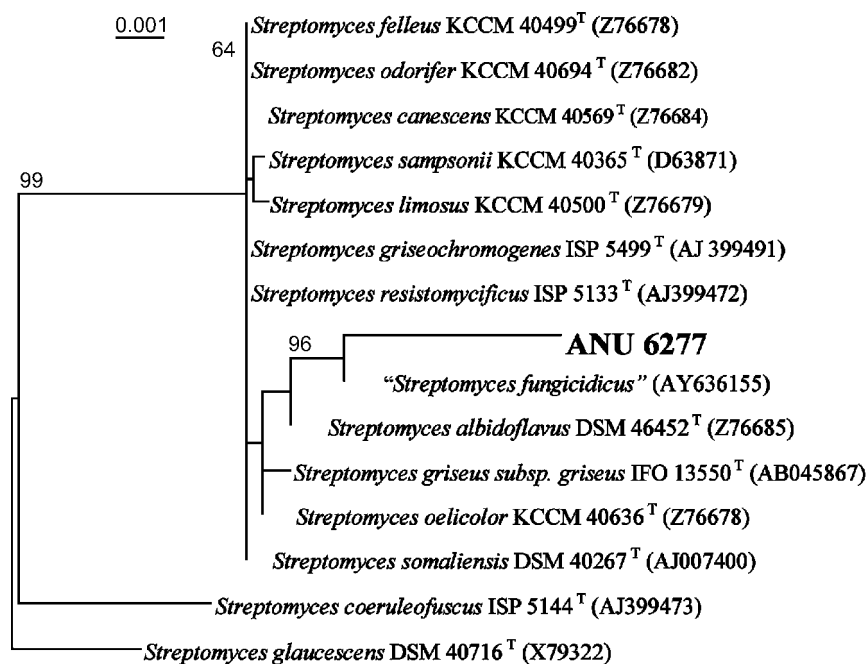 0.001
64
Streptomyces felleus KCCM 40499T (Z76678)
Streptomyces odorifer KCCM 40694 T (Z76682)
Streptomyces canescens KCCM 40569T (Z76684)
Streptomyces sampsonii KCCM 40365T (D63871)
99
Streptomyces limosus KCCM 40500T (Z76679)
Streptomyces griseochromogenes ISP 5499T (AJ 399491)
Streptomyces resistomycificus ISP 5133T (AJ399472)
96
ANU 6277
“Streptomyces fungicidicus” (AY636155)
Streptomyces albidoflavus DSM 46452T (Z76685)
Streptomyces griseus subsp. griseus IFO 13550T (AB045867)
Streptomyces oelicolor KCCM 40636T (Z76678)
Streptomyces somaliensis DSM 40267T (AJ007400)
Streptomyces coeruleofuscus ISP 5144T (AJ399473)
Streptomyces glaucescens DSM 40716T (X79322)